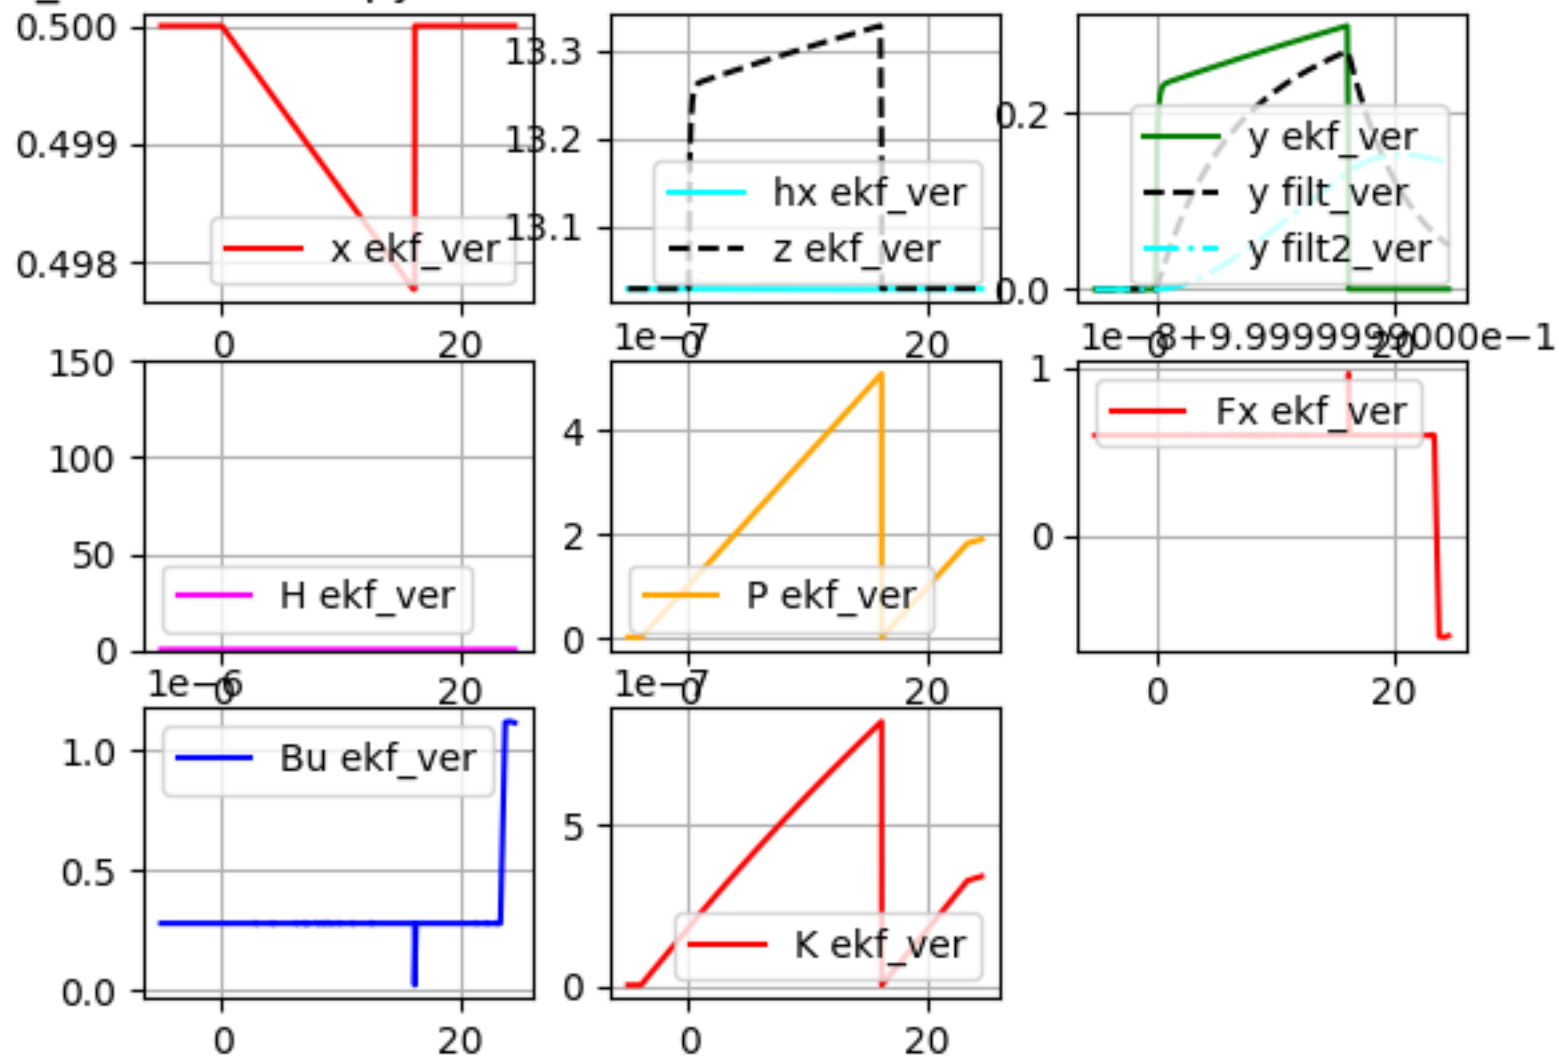 0.500
0.499
0.498
0
20
x ekf_ver
13.3
13.2
13.1
0
20
hx ekf_ver
z ekf_ver
0.2
0.0
0
20
y ekf_ver
y filt_ver
y filt2_ver
150
100
50
0
0
20
H ekf_ver
1e−7
4
2
0
0
20
P ekf_ver
1e−8+9.9999999000e−1
1
0
0
20
Fx ekf_ver
1e−6
1.0
0.5
0.0
0
20
Bu ekf_ver
1e−7
5
0
0
20
K ekf_ver